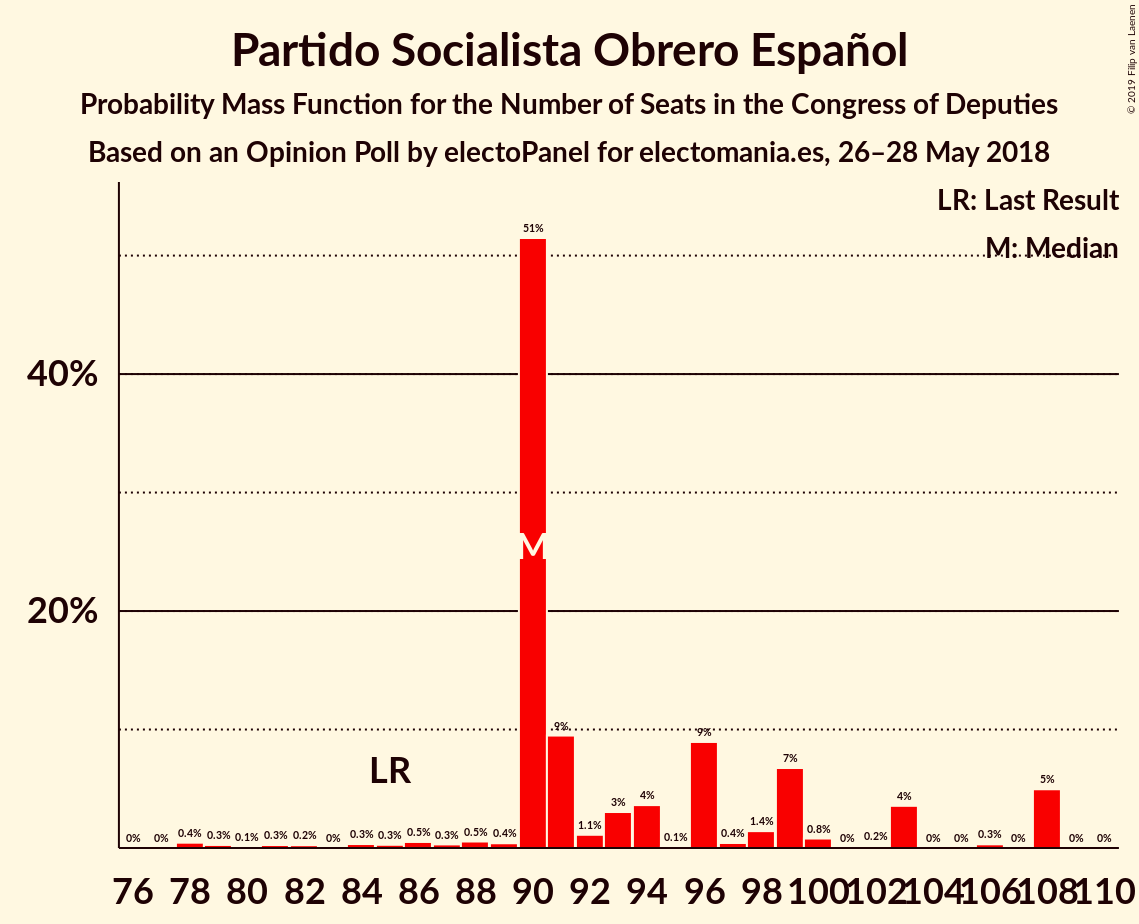 Partido Socialista Obrero Español
Probability Mass Function for the Number of Seats in the Congress of Deputies
Based on an Opinion Poll by electoPanel for electomania.es, 26–28 May 2018
© 2019 Filip van Laenen
LR: Last Result
M: Median
51%
40%
M
20%
9% 9%
LR
7%
5%
3% 4% 4%
0% 0% 0.4% 0.3% 0.1% 0.3% 0.2% 0% 0.3% 0.3% 0.5% 0.3% 0.5% 0.4% 1.1% 0.1% 0.4% 1.4% 0.8% 0% 0.2% 0% 0% 0.3% 0% 0% 0%
76 78 80 82 84 86 88 90 92 94 96 98 100 102 104 106 108 110